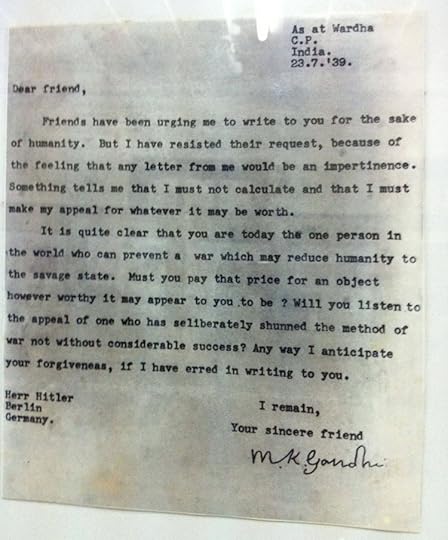 As at Wardha
C.P.
India.
23.7.'39.
Dear friend,
Friends have been urging me to write to you for the sake
of humanity. But I have resisted their request, because of
the feeling that any letter from me would be an impertinence.
Something tells me that I must not calculate and that I must
make my appeal for whatever it may be worth.
It is quite clear that you are today the one person in
the world who can prevent a war which may reduce humanity to
the savage state. Must you pay that price for an object
however worthy it may appear to you to be ? Will you listen to
the appeal of one who has seliberately shunned the method of
war not without considerable success? Any way I anticipate
your forgiveneas, if I have erred in writing to you.
Herr Hitler
Berlin
Germany.
I remain,
Your sincere friend
M.K.Gandhi